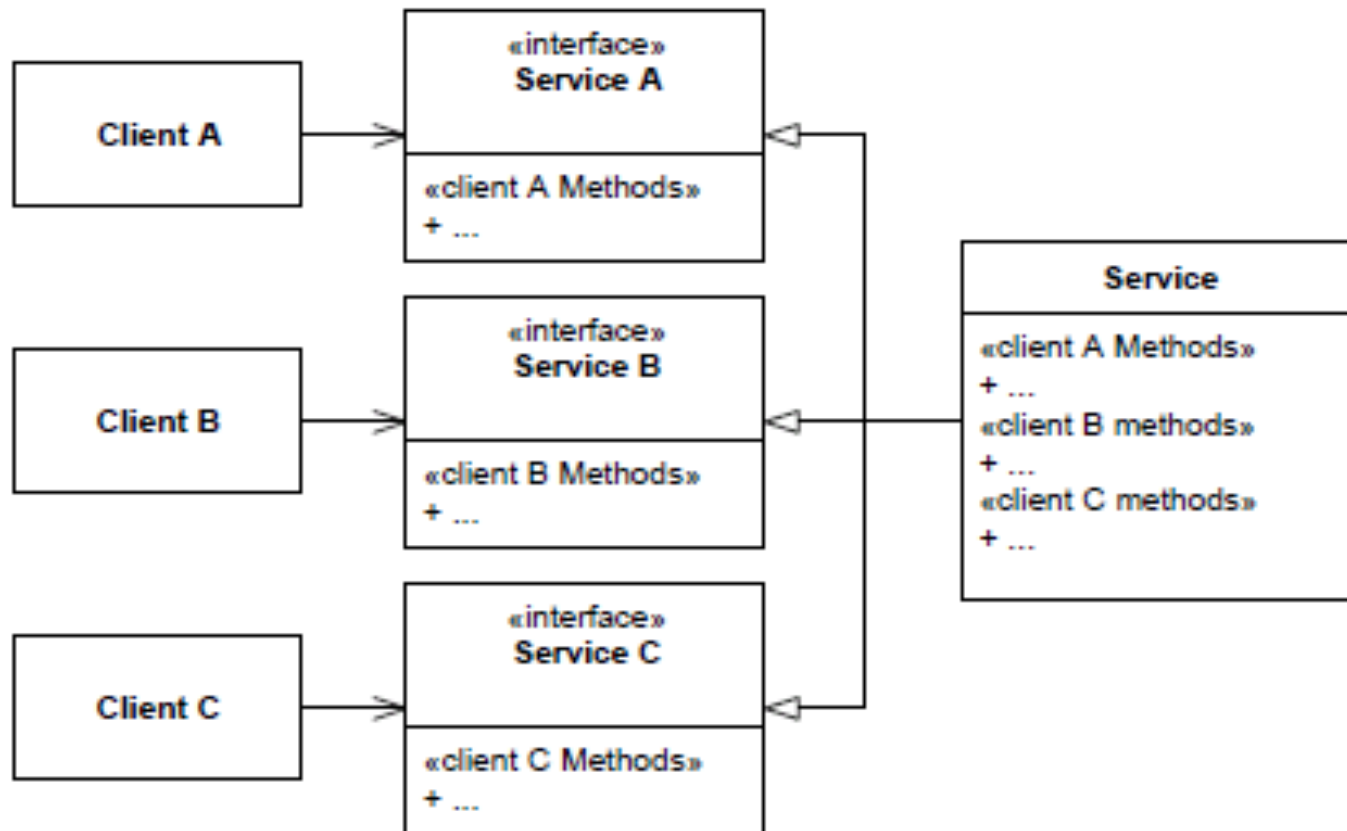 Client A
«interface»
Service A
«client A Methods»
+ ...
Client B
«interface»
Service B
«client B Methods»
+ ...
Client C
«interface»
Service C
«client C Methods»
+ ...
Service
«client A Methods»
+ ...
«client B methods»
+ ...
«client C methods»
+ ...